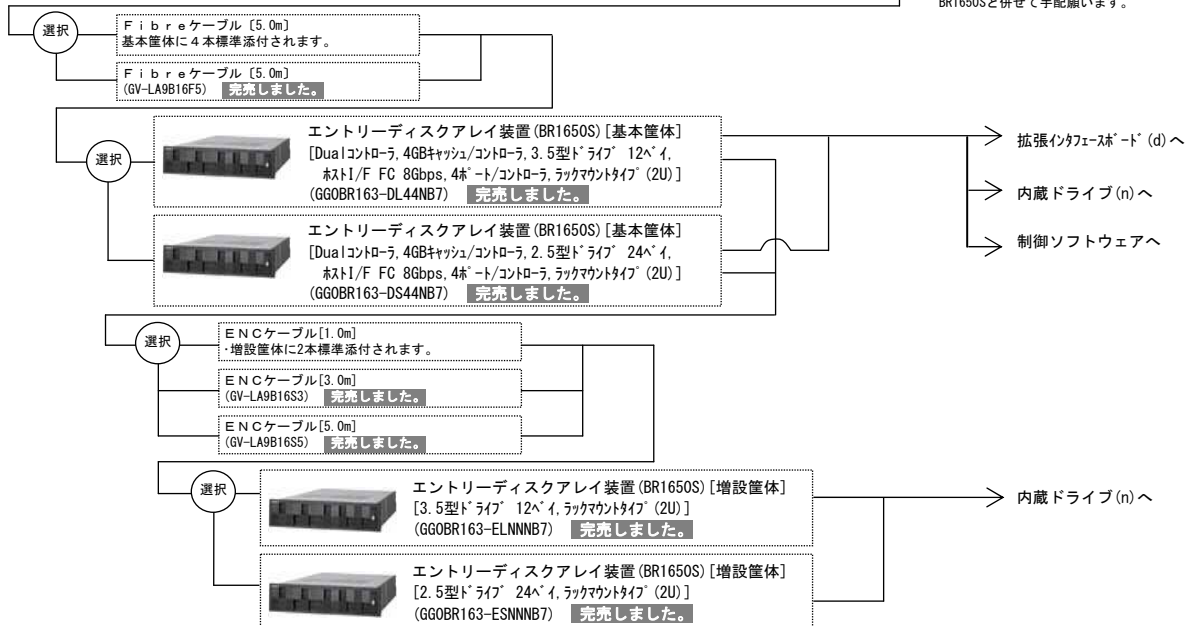 BR1650Sと併せて手配願います。
選択
Ｆｉｂｒｅケーブル〔5.0m〕
基本筐体に４本標準添付されます。
Ｆｉｂｒｅケーブル〔5.0m〕
(GV-LA9B16F5) 完売しました。
選択
エントリーディスクアレイ装置(BR1650S)[基本筐体]
[Dualｺﾝﾄﾛｰﾗ,4GBｷｬｯｼｭ/ｺﾝﾄﾛｰﾗ,3.5型ﾄﾞﾗｲﾌﾞ 12ﾍﾞｲ,
ﾎｽﾄI/F FC 8Gbps,4ﾎﾟｰﾄ/ｺﾝﾄﾛｰﾗ,ﾗｯｸﾏｳﾝﾄﾀｲﾌﾟ(2U)]
(GGOBR163-DL44NB7) 完売しました。
エントリーディスクアレイ装置(BR1650S)[基本筐体]
[Dualｺﾝﾄﾛｰﾗ,4GBｷｬｯｼｭ/ｺﾝﾄﾛｰﾗ,2.5型ﾄﾞﾗｲﾌﾞ 24ﾍﾞｲ,
ﾎｽﾄI/F FC 8Gbps,4ﾎﾟｰﾄ/ｺﾝﾄﾛｰﾗ,ﾗｯｸﾏｳﾝﾄﾀｲﾌﾟ(2U)]
(GGOBR163-DS44NB7) 完売しました。
拡張ｲﾝﾀﾌｪｰｽﾎﾞｰﾄﾞ(d)へ
内蔵ドライブ(n)へ
制御ソフトウェアへ
選択
ＥＮＣケーブル[1.0m]
・増設筐体に2本標準添付されます。
ＥＮＣケーブル[3.0m]
(GV-LA9B16S3) 完売しました。
ＥＮＣケーブル[5.0m]
(GV-LA9B16S5) 完売しました。
選択
エントリーディスクアレイ装置(BR1650S)[増設筐体]
[3.5型ﾄﾞﾗｲﾌﾞ 12ﾍﾞｲ,ﾗｯｸﾏｳﾝﾄﾀｲﾌﾟ(2U)]
(GGOBR163-ELNNNB7) 完売しました。
エントリーディスクアレイ装置(BR1650S)[増設筐体]
[2.5型ﾄﾞﾗｲﾌﾞ 24ﾍﾞｲ,ﾗｯｸﾏｳﾝﾄﾀｲﾌﾟ(2U)]
(GGOBR163-ESNNNB7) 完売しました。
内蔵ドライブ(n)へ